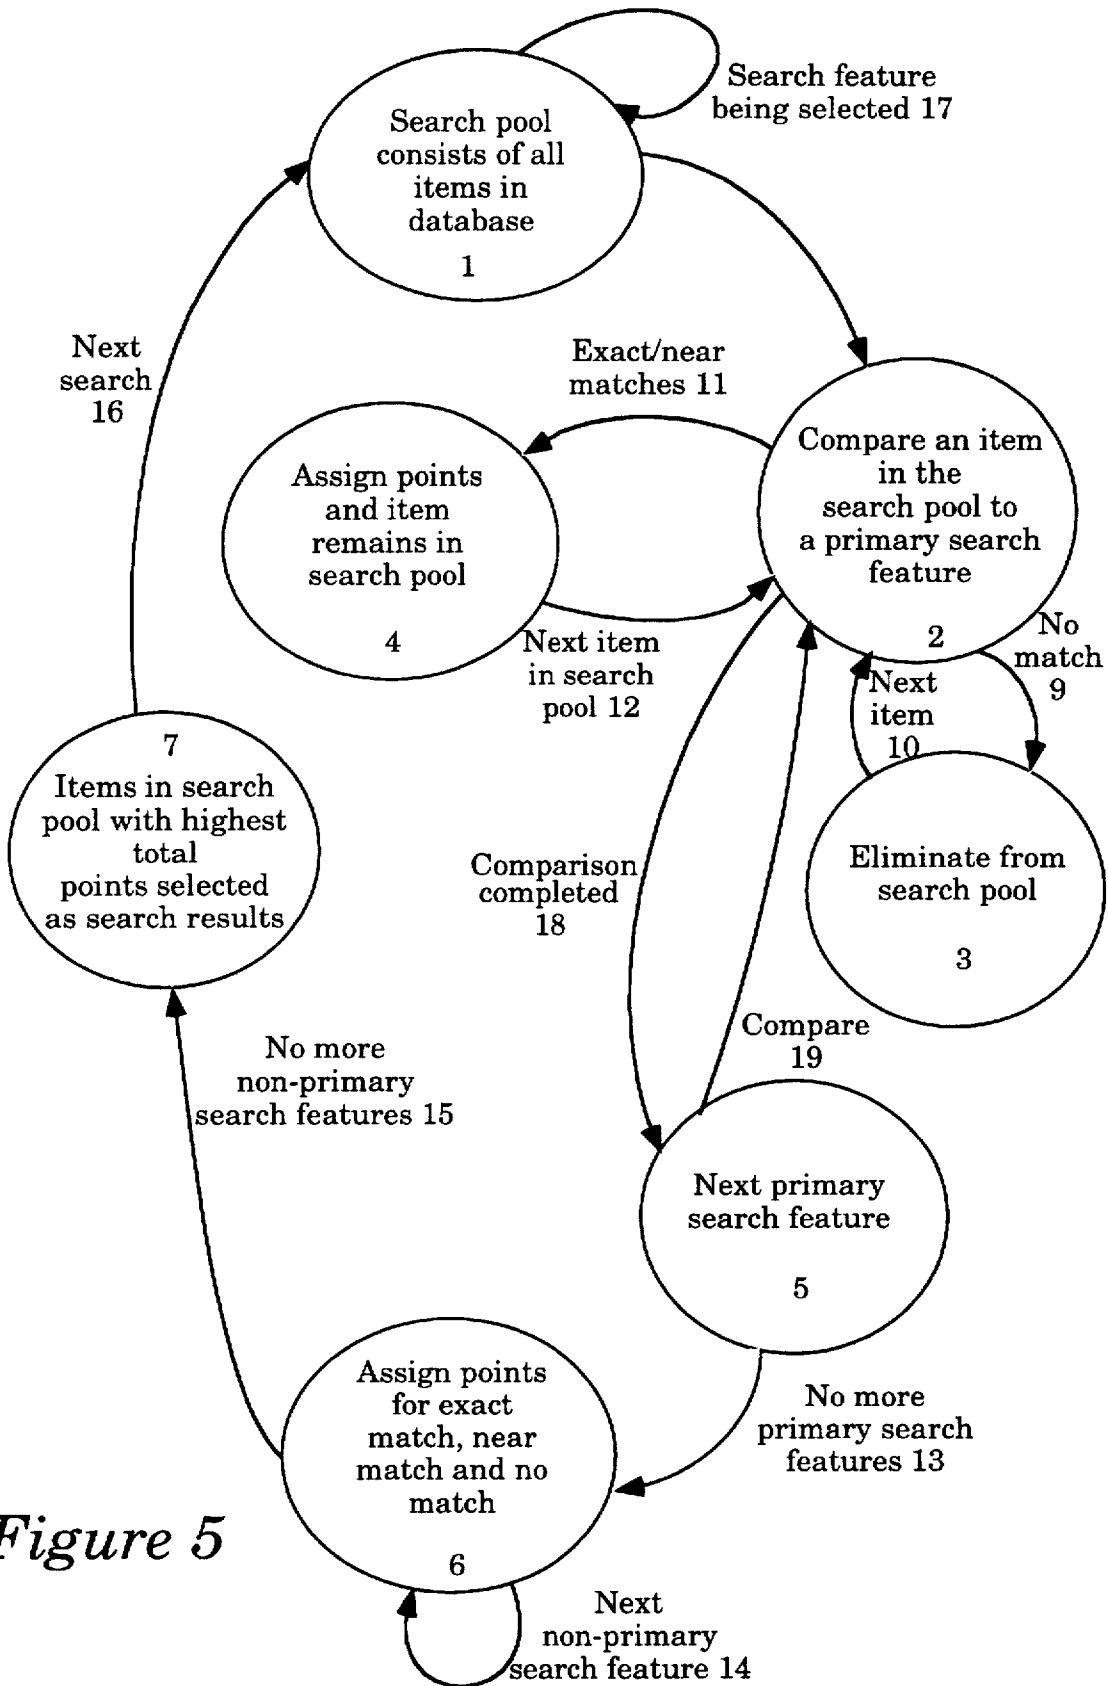 Search feature
being selected 17
Search pool
consists of all
items in
database
1
Next
search
16
Exact/near
matches 11
Compare an item
in the
search pool to
a primary search
feature
2
Assign points
and item
remains in
search pool
4
Next item
in search
pool 12
No
match
9
Next
item
10
7
Items in search
pool with highest
total
points selected
as search results
Comparison
completed
18
Eliminate from
search pool
3
Compare
19
No more
non-primary
search features 15
Next primary
search feature
5
Assign points
for exact
match, near
match and no
match
6
No more
primary search
features 13
Figure 5
Next
non-primary
search feature 14